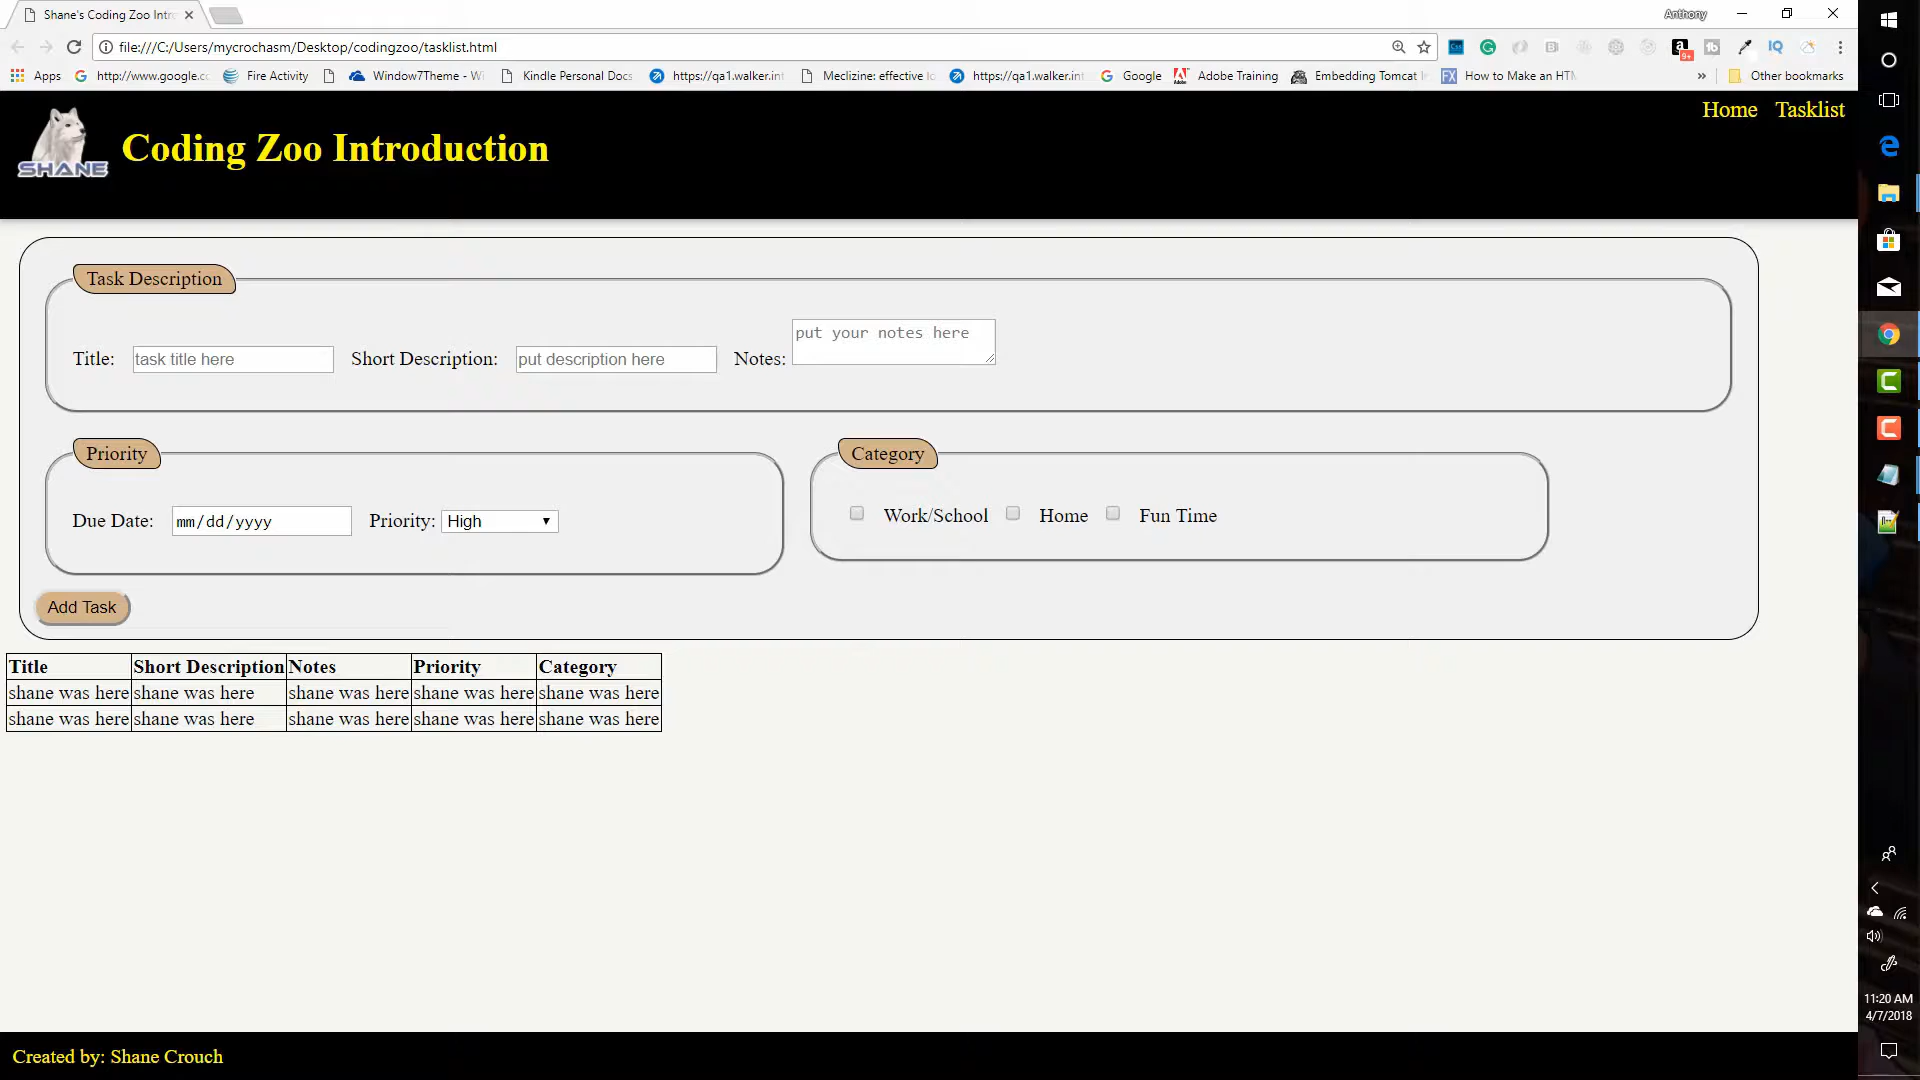 Shane's Coding Zoo Intr
Anthony
file:///C:/Users/mycrochasm/Desktop/codingzoo/tasklist.html
Apps
http://www.google.c
Fire Activity
Window7Theme - Wi
Kindle Personal Docs
https://qa1.walker.in
Meclizine: effective
https://qa1.walker.in
Google
Adobe Training
Embedding Tomcat
How to Make an HTM
Other bookmarks
Home Tasklist
SHANE
Coding Zoo Introduction
Task Description
put your notes here
Title: task title here Short Description: put description here Notes:
Priority
Category
Due Date: mm/dd/yyyy Priority: High
Work/School Home Fun Time
Add Task
Title Short Description Notes Priority Category
shane was here shane was here shane was here shane was here shane was here
shane was here shane was here shane was here shane was here shane was here
11:20 AM
4/7/2018
Created by: Shane Crouch